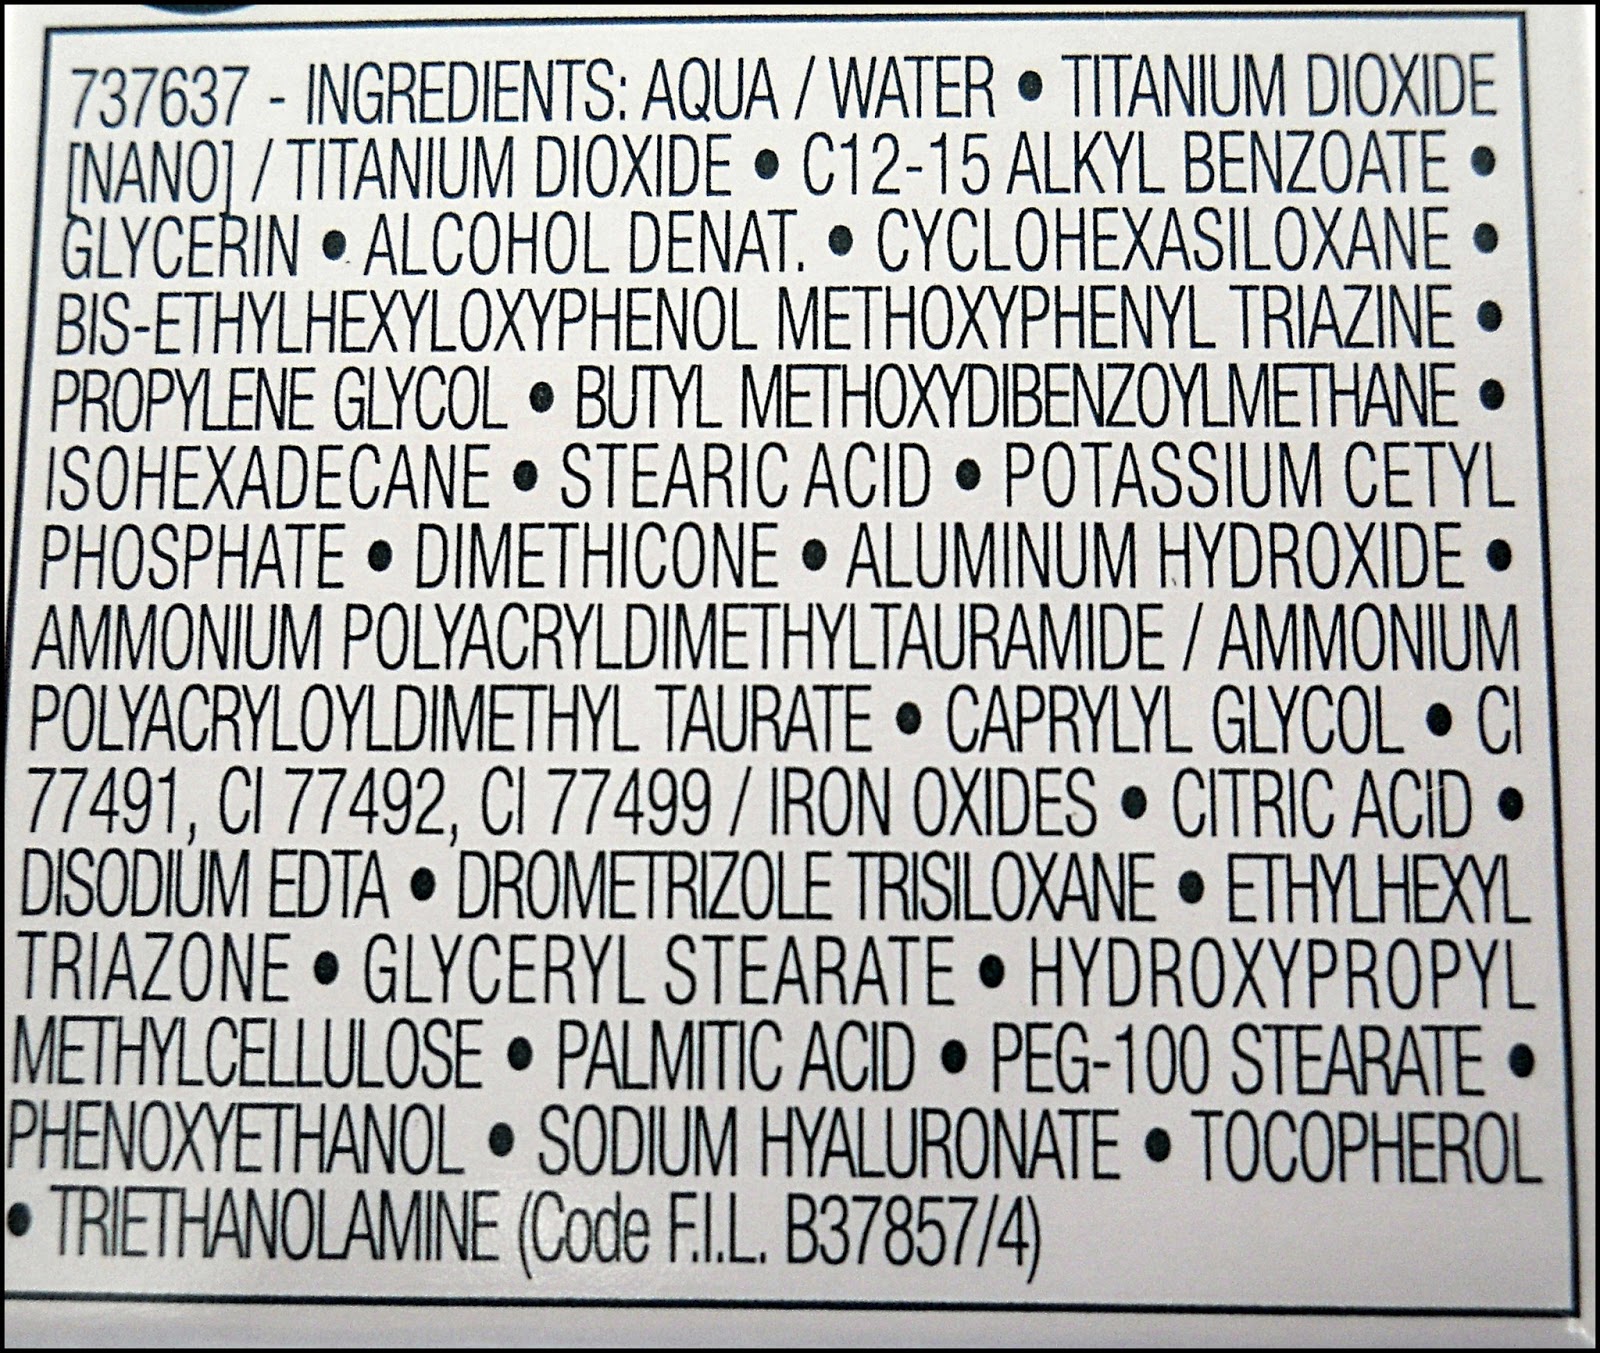 737637 - INGREDIENTS: AQUA / WATER • TITANIUM DIOXIDE
[NANO] / TITANIUM DIOXIDE • C12-15 ALKYL BENZOATE •
GLYCERIN • ALCOHOL DENAT. • CYCLOHEXASILOXANE •
BIS-ETHYLHEXYLOXYPHENOL METHOXYPHENYL TRIAZINE •
PROPYLENE GLYCOL • BUTYL METHOXYDIBENZOYLMETHANE •
ISOHEXADECANE • STEARIC ACID • POTASSIUM CETYL
PHOSPHATE • DIMETHICONE • ALUMINUM HYDROXIDE •
AMMONIUM POLYACRYLDIMETHYLTAURAMIDE / AMMONIUM
POLYACRYLOYLDIMETHYL TAURATE • CAPRYLYL GLYCOL • CI
77491, CI 77492, CI 77499 / IRON OXIDES • CITRIC ACID •
DISODIUM EDTA • DROMETRIZOLE TRISILOXANE • ETHYLHEXYL
TRIAZONE • GLYCERYL STEARATE • HYDROXYPROPYL
METHYLCELLULOSE • PALMITIC ACID • PEG-100 STEARATE •
PHENOXYETHANOL • SODIUM HYALURONATE • TOCOPHEROL
• TRIETHANOLAMINE (Code F.I.L. B37857/4)